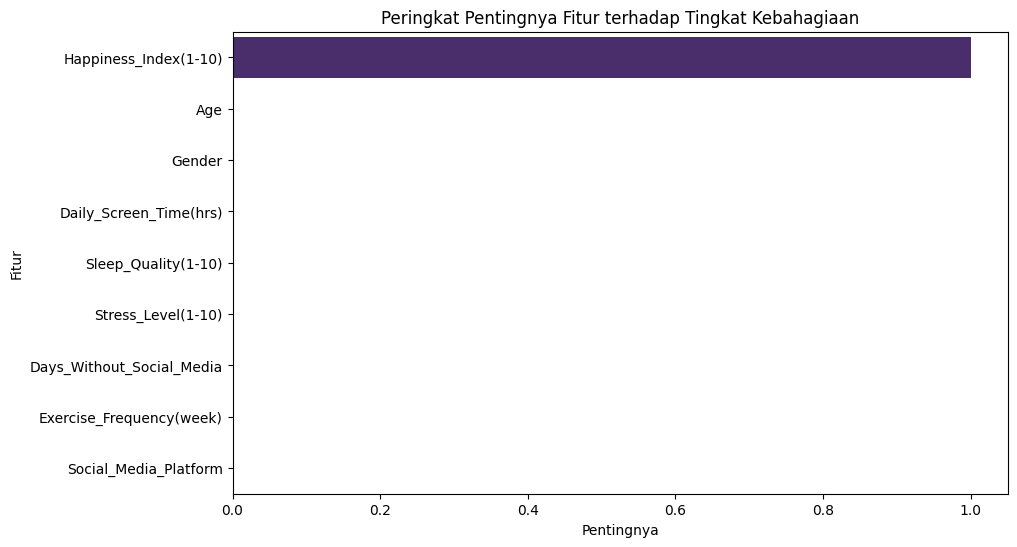 Peringkat Pentingnya Fitur terhadap Tingkat Kebahagiaan
Happiness_Index(1-10)
Age
Gender
Daily_Screen_Time(hrs)
Sleep_Quality(1-10)
Stress_Level(1-10)
Days_Without_Social_Media
Exercise_Frequency(week)
Social_Media_Platform
Fitur
0.0 0.2 0.4 0.6 0.8 1.0
Pentingnya